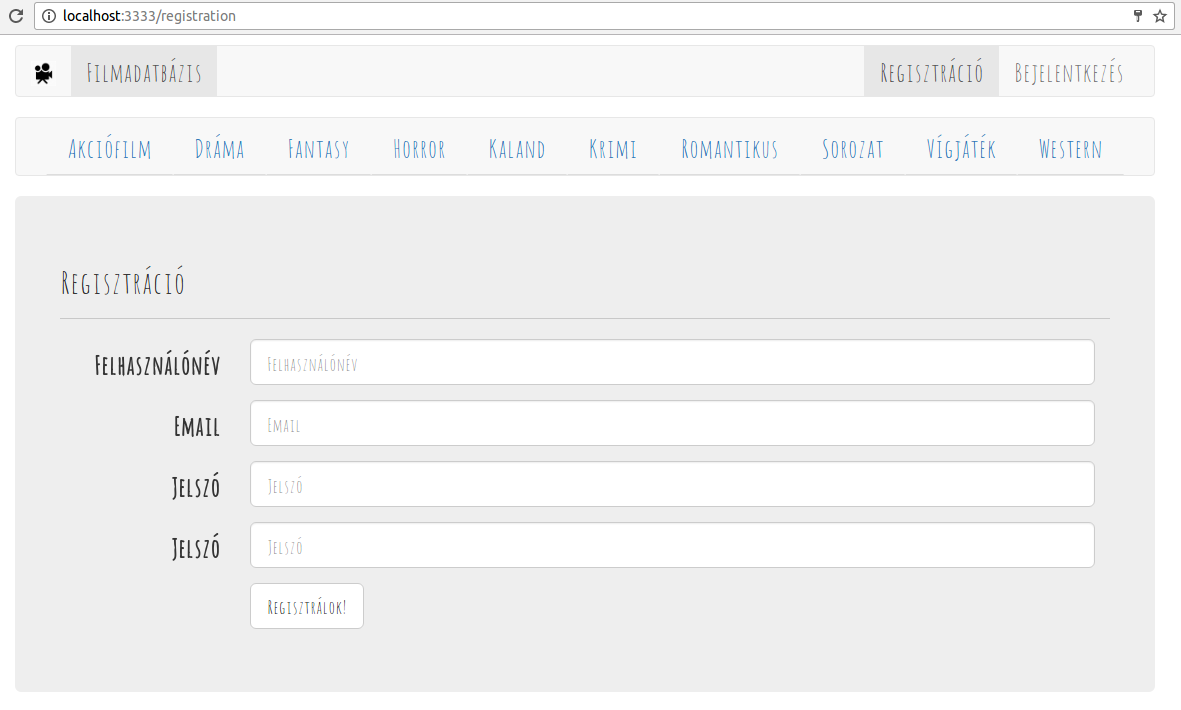 localhost:3333/registration
Filmadatbázis Regisztráció Bejelentkezés
Akciófilm Dráma Fantasy Horror Kaland Krimi Romantikus Sorozat Vígjáték Western
Regisztráció
Felhasználónév Felhasználónév
Email Email
Jelszó Jelszó
Jelszó Jelszó
Regisztrálok!